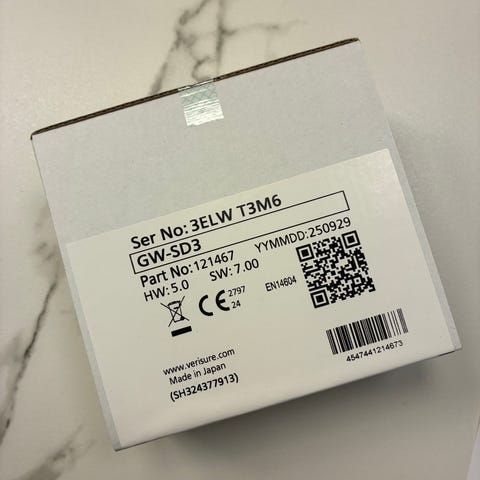 Ser No: 3ELW T3M6
GW-SD3
Part No: 121467 YYMMDD: 250929
HW: 5.0 SW: 7.00
CE 2797 24 EN14604
www.verisure.com
Made in Japan
(SH324377913)
4547441214673